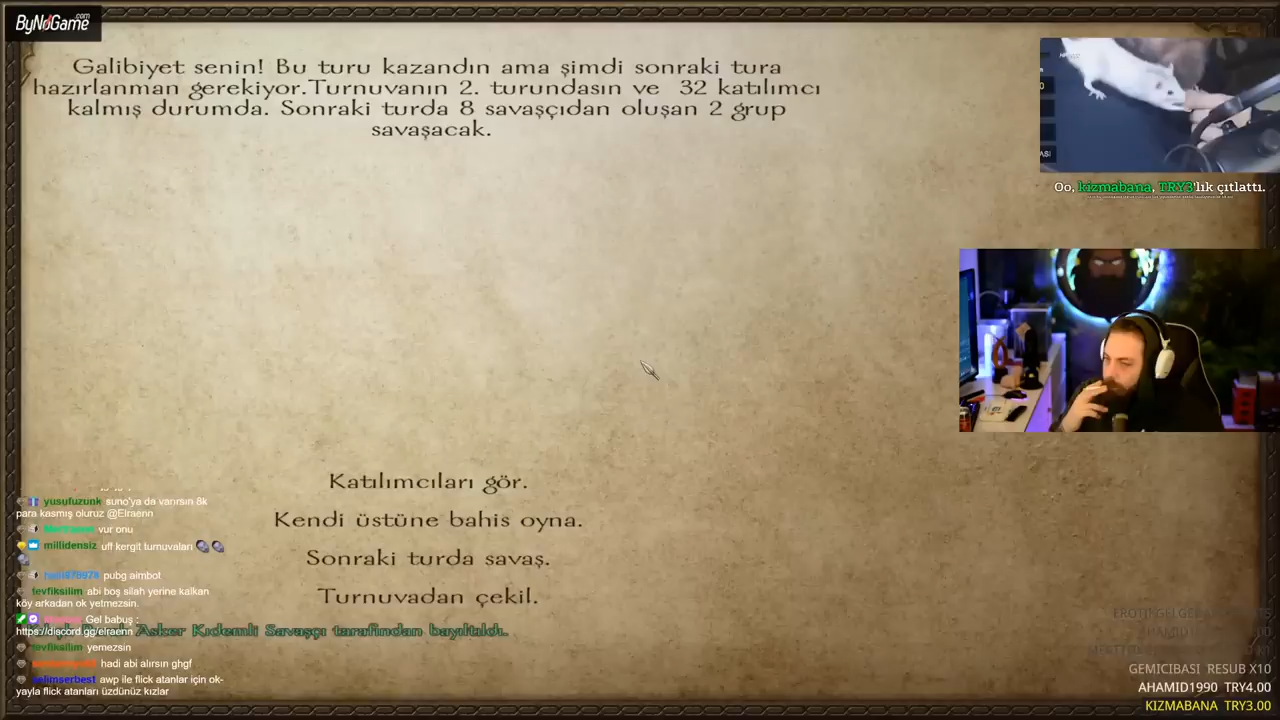 ByNoGame.com
Galibiyet senin! Bu turu kazandın ama şimdi sonraki tura
hazırlanman gerekiyor.Turnuvanın 2. turundasın ve 32 katılımcı
kalmış durumda. Sonraki turda 8 savaşçıdan oluşan 2 grup
savaşacak.
Oo, kizmabana, TRY3'lık çıtlattı.
Katılımcıları gör.
Kendi üstüne bahis oyna.
Sonraki turda savaş.
Turnuvadan çekil.
Asker Kıdemli Savaşçı tarafından bayıltıldı.
yusufuzunk suno'ya da varırsın 8k
para kasmış oluruz @Elraenn
vur onu
millidensiz uff kergit turnuvaları
pubg aimbot
tevfiksilim abi boş silah yerine kalkan
köy arkadan ok yetmezsin.
Gel babuş :
https://discord.gg/elraenn
tevfiksilim yemezsin
hadi abi alırsın ghgf
selimserbest awp ile flick atanlar için ok-
yayla flick atanları üzdünüz kızlar
GEMICIBASI RESUB X10
AHAMID1990 TRY4.00
KIZMABANA TRY3.00